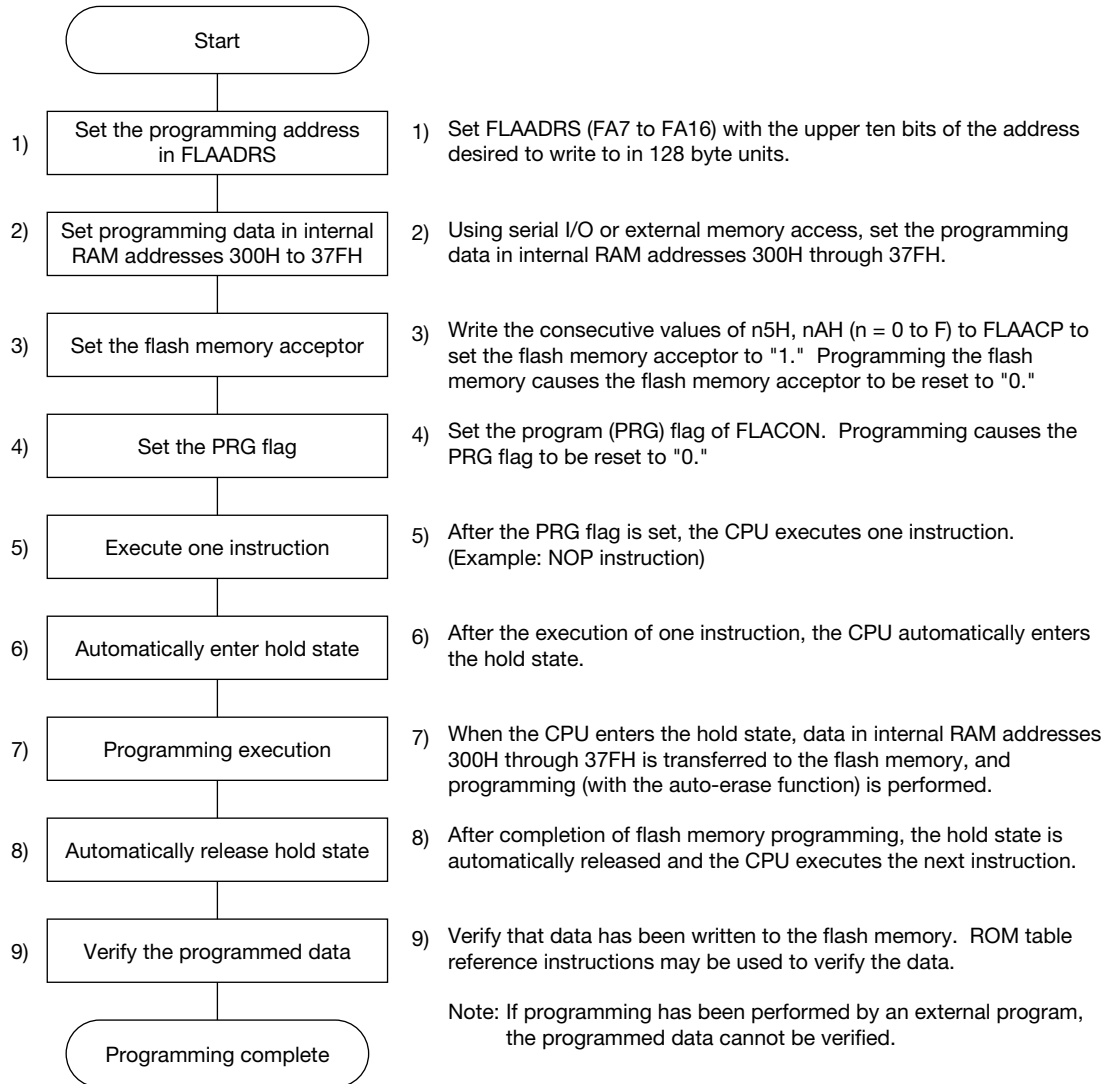 Start
1)
Set the programming address
in FLAADRS
1) Set FLAADRS (FA7 to FA16) with the upper ten bits of the address
desired to write to in 128 byte units.
2)
Set programming data in internal
RAM addresses 300H to 37FH
2) Using serial I/O or external memory access, set the programming
data in internal RAM addresses 300H through 37FH.
3)
Set the flash memory acceptor
3) Write the consecutive values of n5H, nAH (n = 0 to F) to FLAACP to
set the flash memory acceptor to "1." Programming the flash
memory causes the flash memory acceptor to be reset to "0."
4)
Set the PRG flag
4) Set the program (PRG) flag of FLACON. Programming causes the
PRG flag to be reset to "0."
5)
Execute one instruction
5) After the PRG flag is set, the CPU executes one instruction.
(Example: NOP instruction)
6)
Automatically enter hold state
6) After the execution of one instruction, the CPU automatically enters
the hold state.
7)
Programming execution
7) When the CPU enters the hold state, data in internal RAM addresses
300H through 37FH is transferred to the flash memory, and
programming (with the auto-erase function) is performed.
8)
Automatically release hold state
8) After completion of flash memory programming, the hold state is
automatically released and the CPU executes the next instruction.
9)
Verify the programmed data
9) Verify that data has been written to the flash memory. ROM table
reference instructions may be used to verify the data.
Note: If programming has been performed by an external program,
the programmed data cannot be verified.
Programming complete